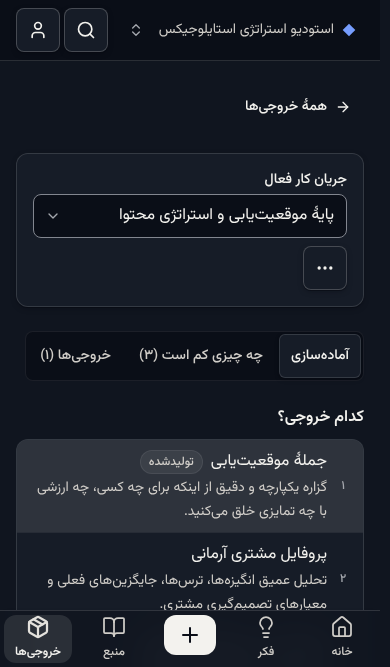 استودیو استراتژی استایلوجیکس
همهٔ خروجی‌ها
جریان کار فعال
پایهٔ موقعیت‌یابی و استراتژی محتوا
آماده‌سازی
چه چیزی کم است (۳)
خروجی‌ها (۱)
کدام خروجی؟
۱
جملهٔ موقعیت‌یابی تولیدشده
گزاره یکپارچه و دقیق از اینکه برای چه کسی، چه ارزشی
با چه تمایزی خلق می‌کنید.
۲
پروفایل مشتری آرمانی
تحلیل عمیق انگیزه‌ها، ترس‌ها، جایگزین‌های فعلی و
معیارهای تصمیم‌گیری مشتری.
خانه
فکر
منبع
خروجی‌ها